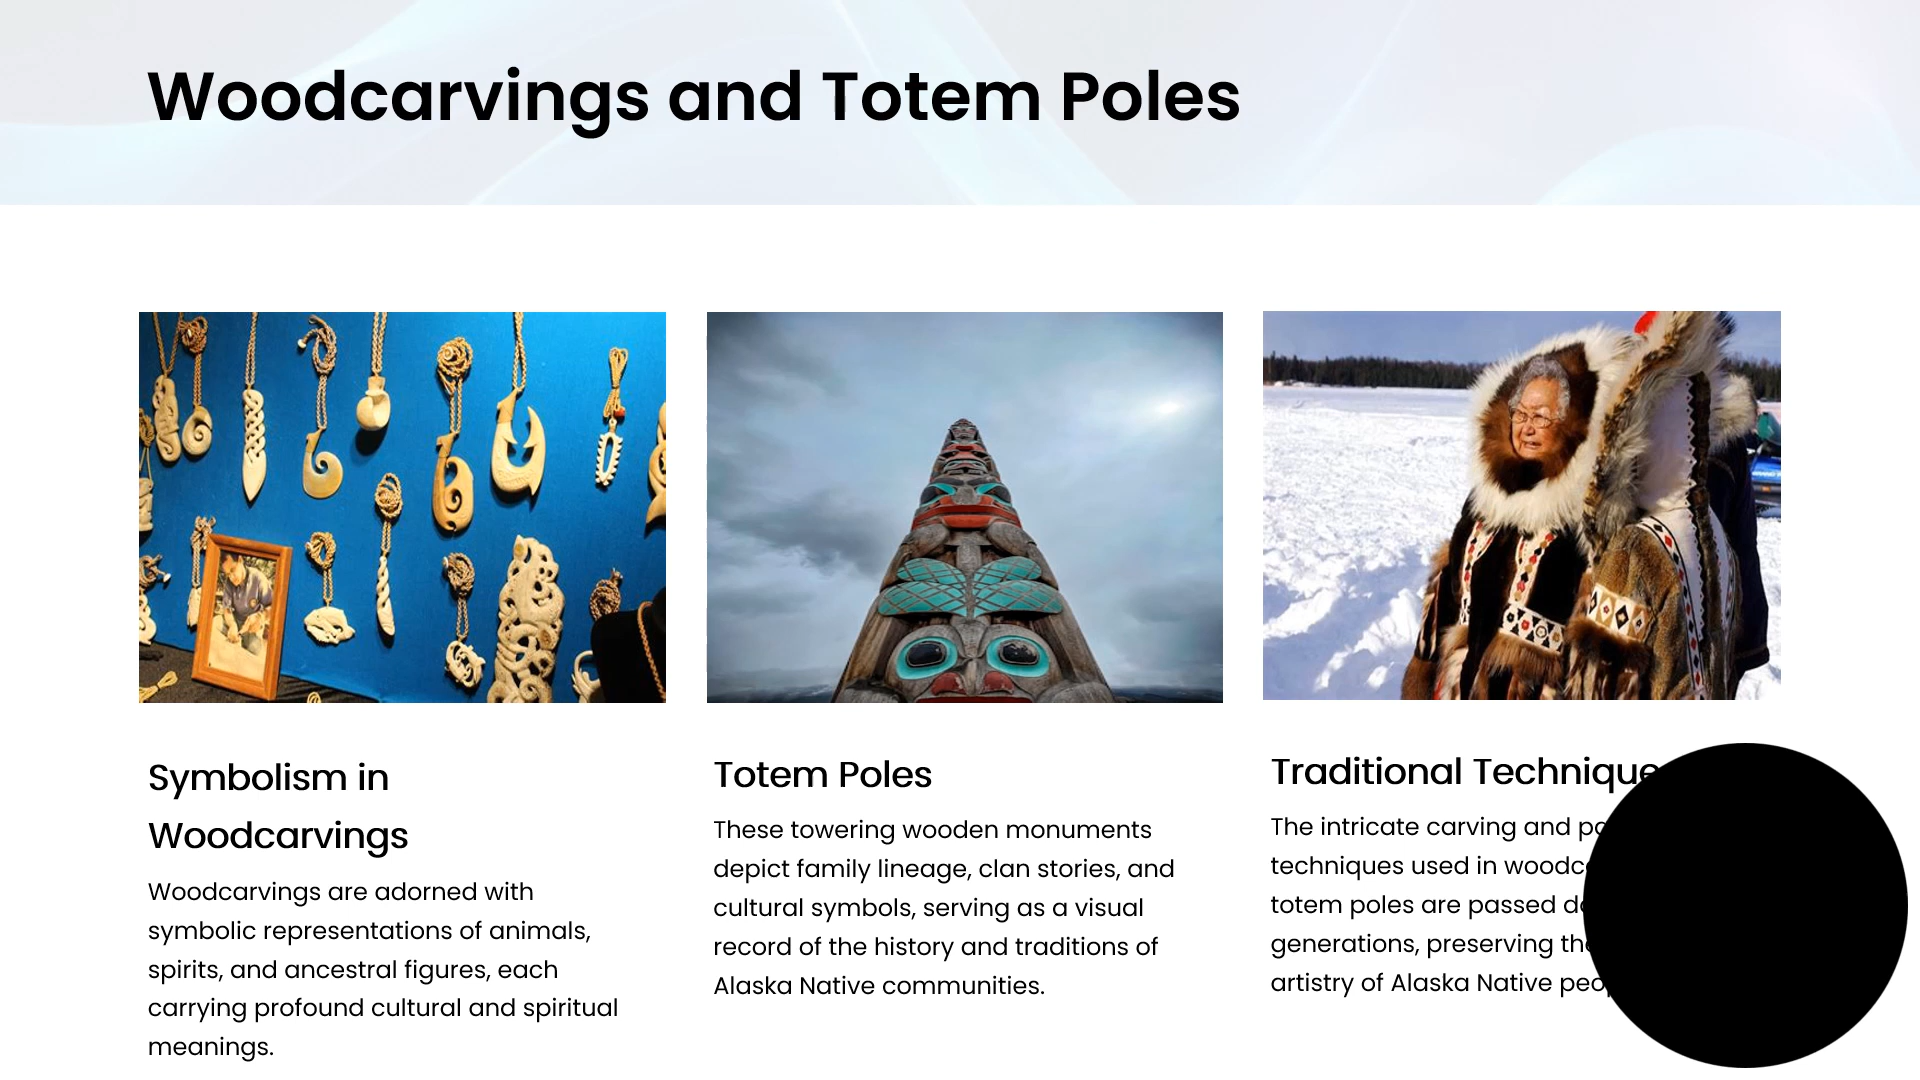 Woodcarvings and Totem Poles
Symbolism in
Woodcarvings
Woodcarvings are adorned with
symbolic representations of animals,
spirits, and ancestral figures, each
carrying profound cultural and spiritual
meanings.
Totem Poles
These towering wooden monuments
depict family lineage, clan stories, and
cultural symbols, serving as a visual
record of the history and traditions of
Alaska Native communities.
Traditional
The intricate carving and
techniques used in
totem poles are passed
generations, preserving
artistry of Alaska Native